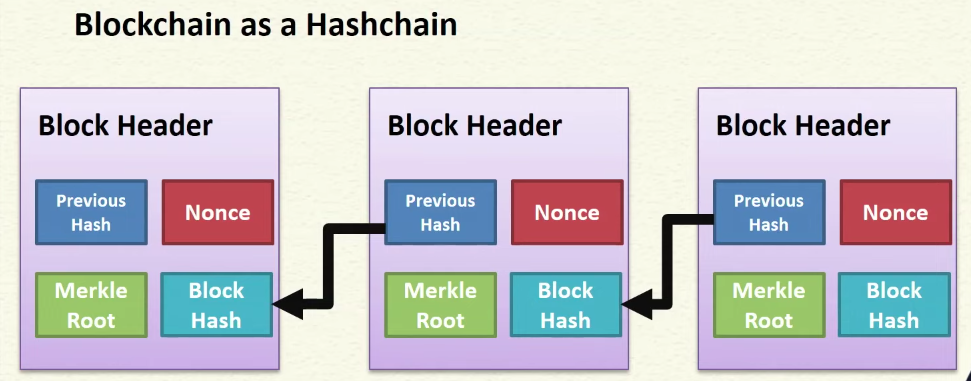 Blockchain as a Hashchain
Block Header
Previous
Hash
Nonce
Merkle
Root
Block
Hash
Block Header
Previous
Hash
Nonce
Merkle
Root
Block
Hash
Block Header
Previous
Hash
Nonce
Merkle
Root
Block
Hash